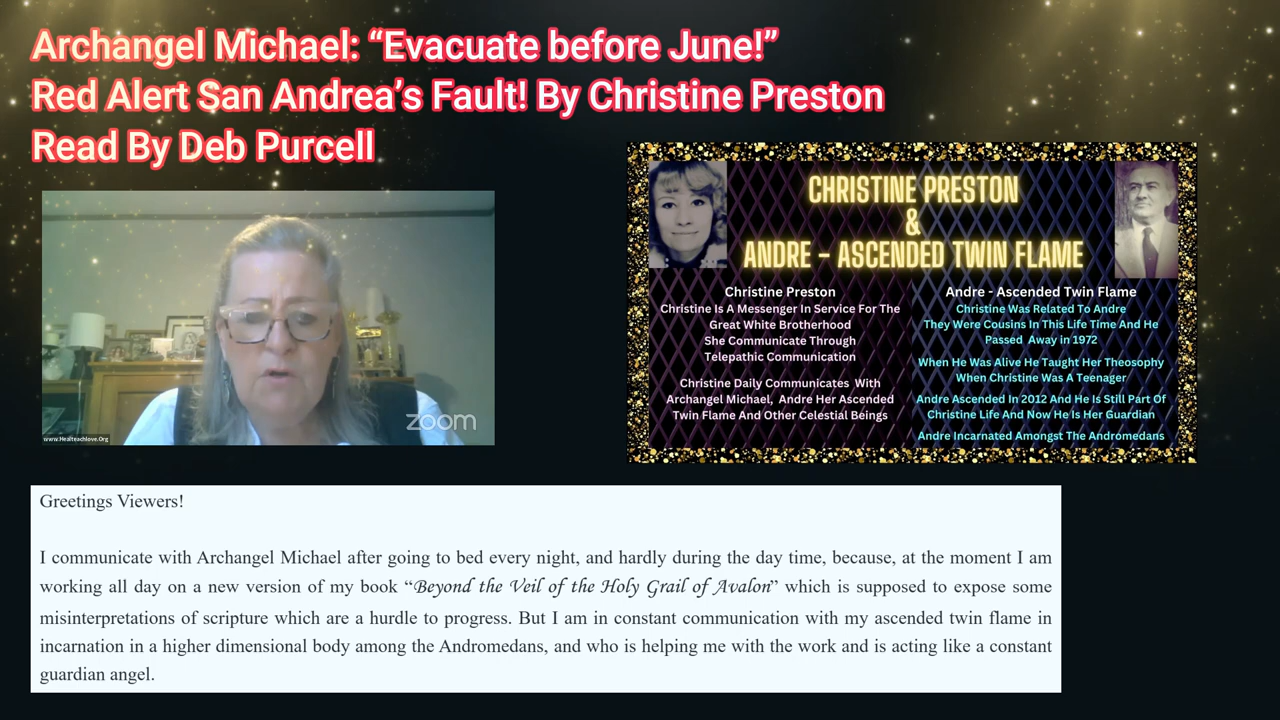 Archangel Michael: “Evacuate before June!”
Red Alert San Andrea’s Fault! By Christine Preston
Read By Deb Purcell
zoom
www.Healteachlove.Org
CHRISTINE PRESTON
&
ANDRE - ASCENDED TWIN FLAME
Christine Preston
Christine Is A Messenger In Service For The
Great White Brotherhood
She Communicate Through
Telepathic Communication
Christine Daily Communicates With
Archangel Michael, Andre Her Ascended
Twin Flame And Other Celestial Beings
Andre - Ascended Twin Flame
Christine Was Related To Andre
They Were Cousins In This Life Time And He
Passed Away in 1972
When He Was Alive He Taught Her Theosophy
When Christine Was A Teenager
Andre Ascended In 2012 And He Is Still Part Of
Christine Life And Now He Is Her Guardian
Andre Incarnated Amongst The Andromedans
Greetings Viewers!
I communicate with Archangel Michael after going to bed every night, and hardly during the day time, because, at the moment I am
working all day on a new version of my book “Beyond the Veil of the Holy Grail of Avalon” which is supposed to expose some
misinterpretations of scripture which are a hurdle to progress. But I am in constant communication with my ascended twin flame in
incarnation in a higher dimensional body among the Andromedans, and who is helping me with the work and is acting like a constant
guardian angel.